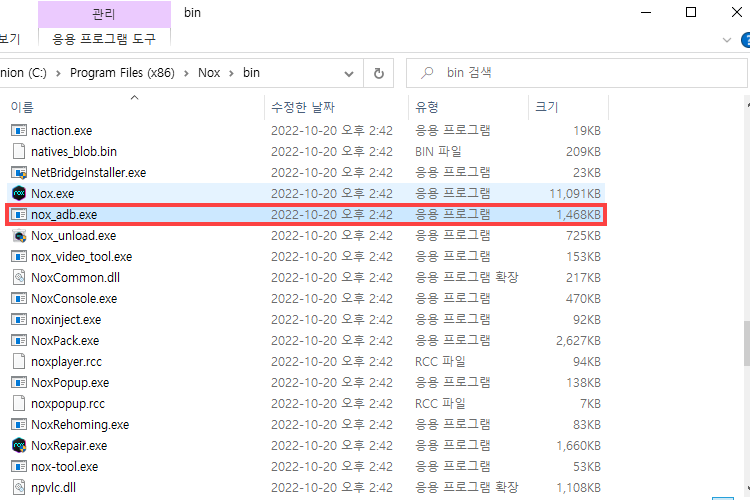 관리 bin
보기 응용 프로그램 도구
nion (C:) › Program Files (x86) › Nox › bin bin 검색
이름 수정한 날짜 유형 크기
naction.exe 2022-10-20 오후 2:42 응용 프로그램 19KB
natives_blob.bin 2022-10-20 오후 2:42 BIN 파일 209KB
NetBridgeInstaller.exe 2022-10-20 오후 2:42 응용 프로그램 23KB
Nox.exe 2022-10-20 오후 2:42 응용 프로그램 11,091KB
nox_adb.exe 2022-10-20 오후 2:42 응용 프로그램 1,468KB
Nox_unload.exe 2022-10-20 오후 2:42 응용 프로그램 725KB
nox_video_tool.exe 2022-10-20 오후 2:42 응용 프로그램 153KB
NoxCommon.dll 2022-10-20 오후 2:42 응용 프로그램 확장 217KB
NoxConsole.exe 2022-10-20 오후 2:42 응용 프로그램 470KB
noxinject.exe 2022-10-20 오후 2:42 응용 프로그램 92KB
NoxPack.exe 2022-10-20 오후 2:42 응용 프로그램 2,627KB
noxplayer.rcc 2022-10-20 오후 2:42 RCC 파일 94KB
NoxPopup.exe 2022-10-20 오후 2:42 응용 프로그램 138KB
noxpopup.rcc 2022-10-20 오후 2:42 RCC 파일 7KB
NoxRehoming.exe 2022-10-20 오후 2:42 응용 프로그램 83KB
NoxRepair.exe 2022-10-20 오후 2:42 응용 프로그램 1,660KB
nox-tool.exe 2022-10-20 오후 2:42 응용 프로그램 53KB
npvlc.dll 2022-10-20 오후 2:42 응용 프로그램 확장 1,108KB